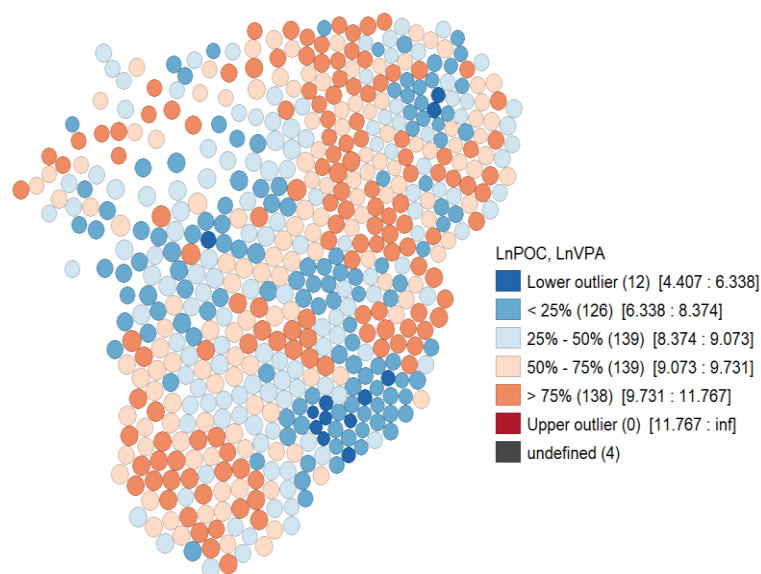 LnPOC, LnVPA
Lower outlier (12) [4.407 : 6.338]
< 25% (126) [6.338 : 8.374]
25% - 50% (139) [8.374 : 9.073]
50% - 75% (139) [9.073 : 9.731]
> 75% (138) [9.731 : 11.767]
Upper outlier (0) [11.767 : inf]
undefined (4)